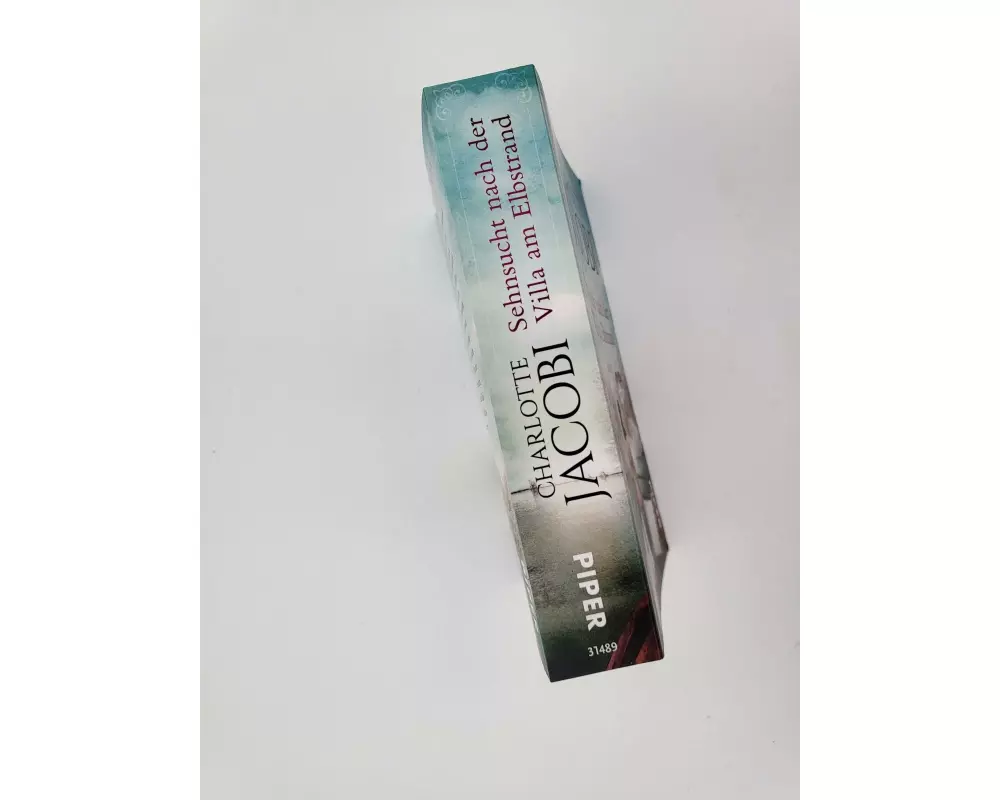 CHARLOTTE
JACOBI
Sehnsucht nach der
Villa am Elbstrand
PIPER
31489